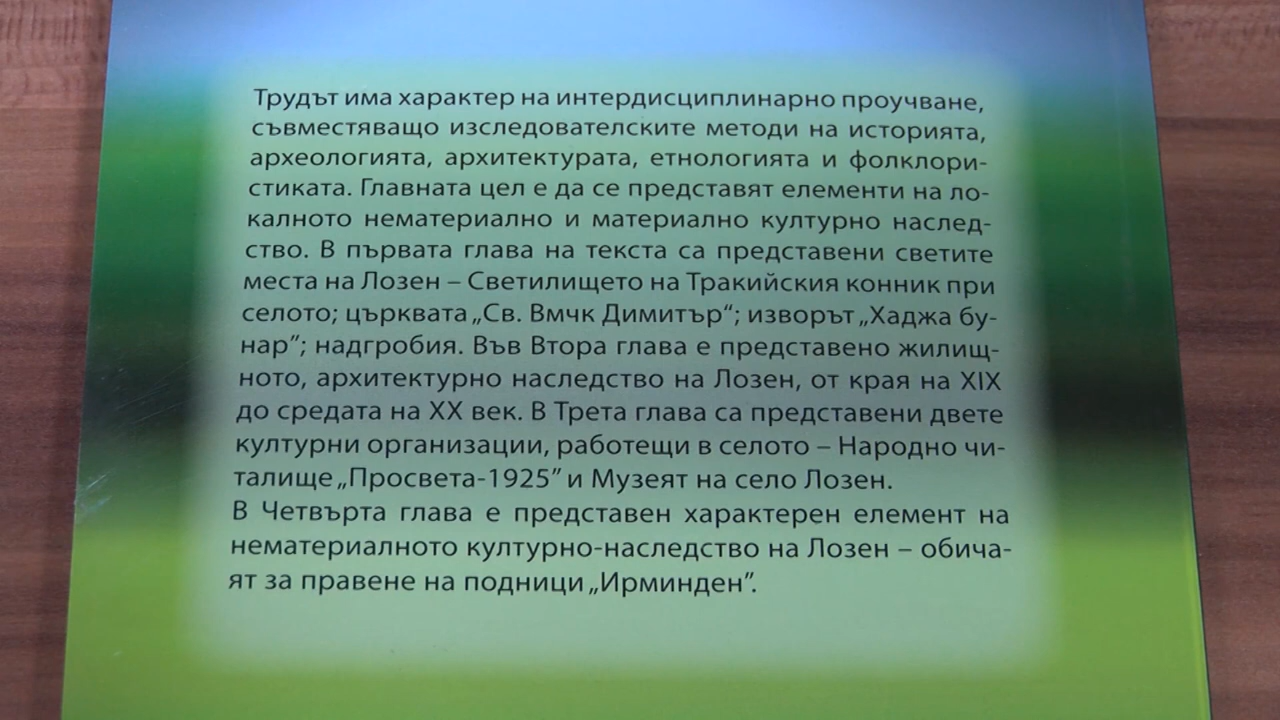 Трудът има характер на интердисциплинарно проучване,
съвместяващо изследователските методи на историята,
археологията, архитектурата, етнологията и фолклори-
стиката. Главната цел е да се представят елементи на ло-
калното нематериално и материално културно наслед-
ство. В първата глава на текста са представени светите
места на Лозен – Светилището на Тракийския конник при
селото; църквата „Св. Вмчк Димитър“; изворът „Хаджа бу-
нар”; надгробия. Във Втора глава е представено жилищ-
ното, архитектурно наследство на Лозен, от края на XIX
до средата на XX век. В Трета глава са представени двете
културни организации, работещи в селото – Народно чи-
талище „Просвета-1925” и Музеят на село Лозен.
В Четвърта глава е представен характерен елемент на
нематериалното културно-наследство на Лозен – обича-
ят за правене на подници „Ирминден”.